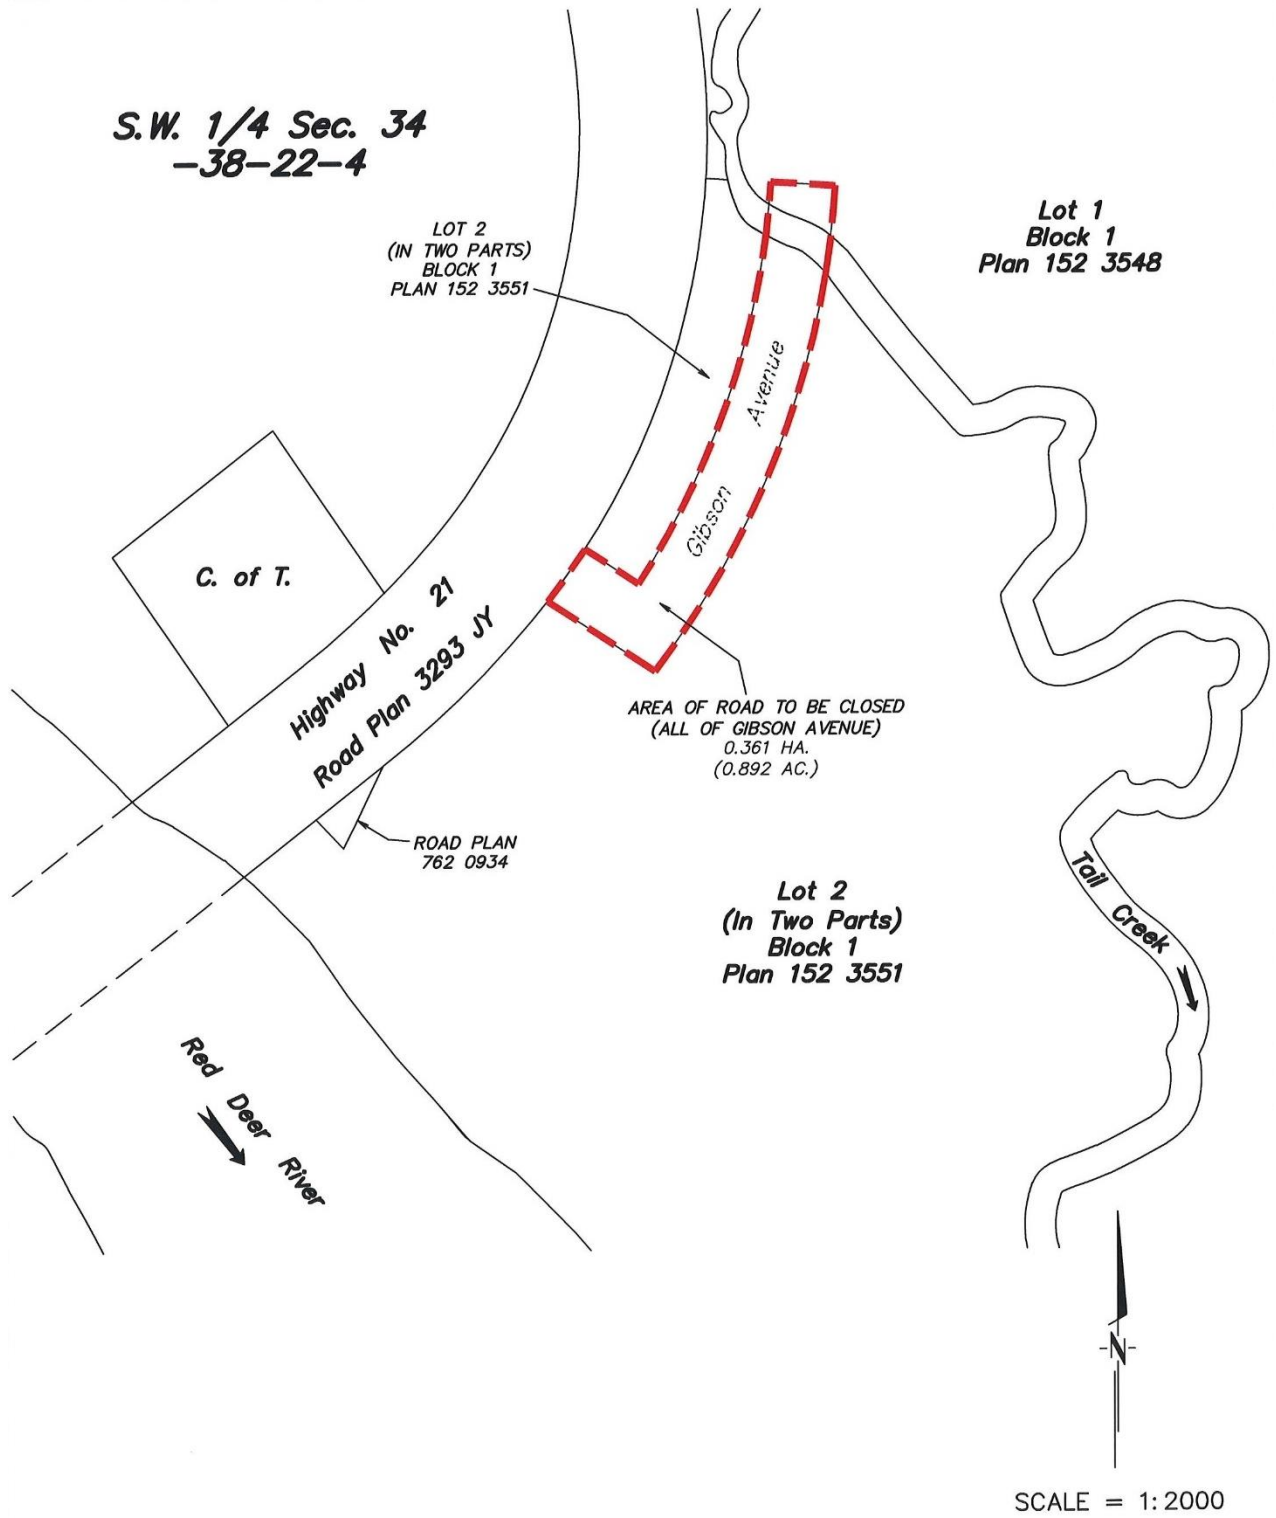 S.W. 1/4 Sec. 34
-38-22-4
LOT 2
(IN TWO PARTS)
BLOCK 1
PLAN 152 3551
Lot 1
Block 1
Plan 152 3548
Gibson Avenue
C. of T.
Highway No. 21
Road Plan 3293 JY
AREA OF ROAD TO BE CLOSED
(ALL OF GIBSON AVENUE)
0.361 HA.
(0.892 AC.)
ROAD PLAN
762 0934
Lot 2
(In Two Parts)
Block 1
Plan 152 3551
Tail Creek
Red Deer River
N
SCALE = 1:2000